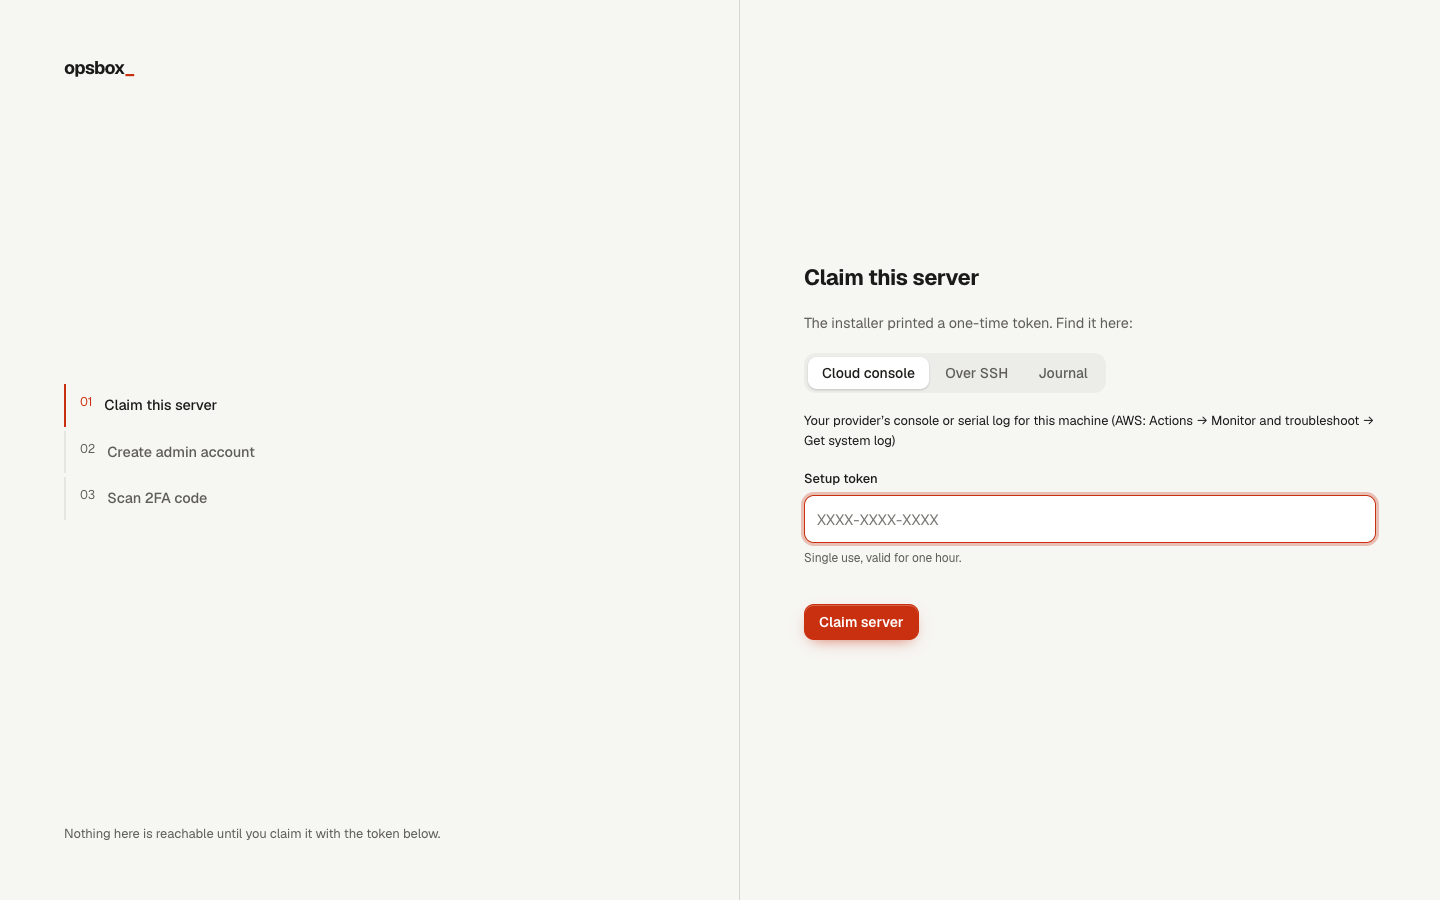 opsbox_
01 Claim this server
02 Create admin account
03 Scan 2FA code
Nothing here is reachable until you claim it with the token below.
Claim this server
The installer printed a one-time token. Find it here:
Cloud console Over SSH Journal
Your provider's console or serial log for this machine (AWS: Actions → Monitor and troubleshoot →
Get system log)
Setup token
XXXX-XXXX-XXXX
Single use, valid for one hour.
Claim server